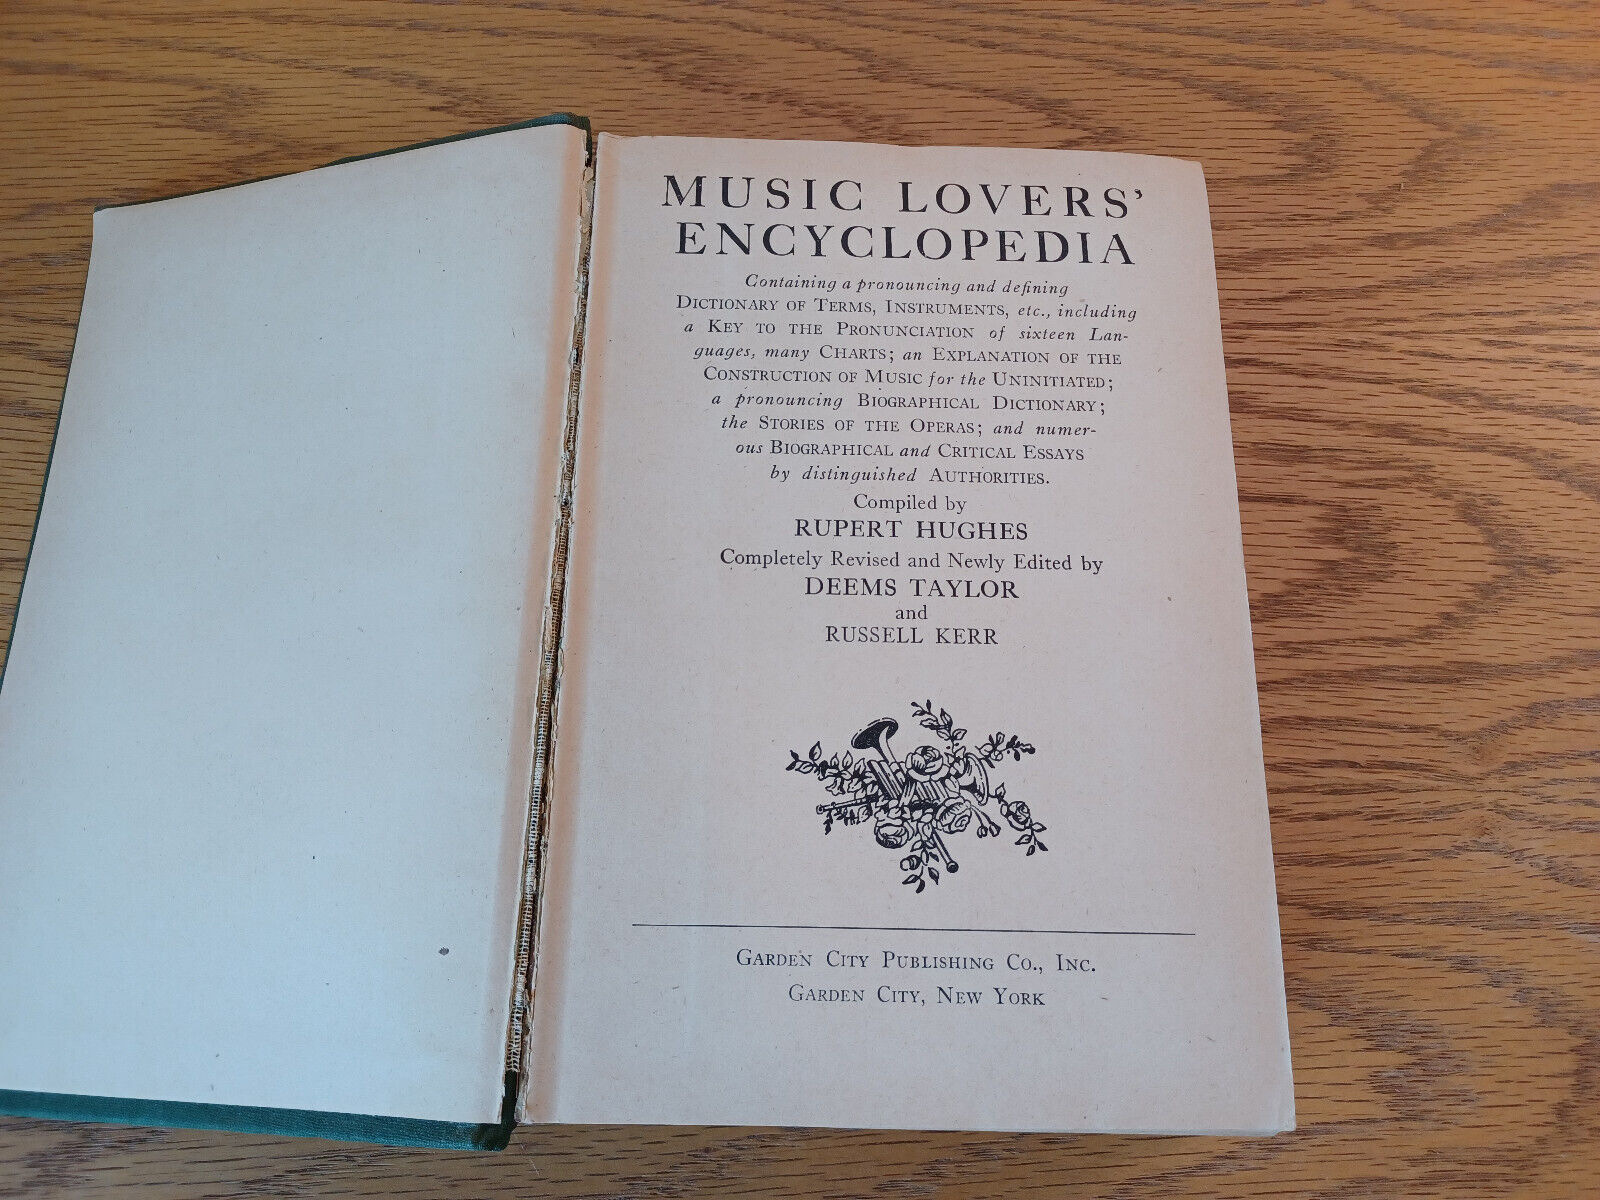 MUSIC LOVERS'
ENCYCLOPEDIA
Containing a pronouncing and defining
DICTIONARY OF TERMS, INSTRUMENTS, etc., including
a KEY TO THE PRONUNCIATION of sixteen Lan-
guages, many CHARTS; an EXPLANATION OF THE
CONSTRUCTION OF MUSIC for the UNINITIATED;
a pronouncing BIOGRAPHICAL DICTIONARY;
the STORIES OF THE OPERAS; and numer-
ous BIOGRAPHICAL and CRITICAL ESSAYS
by distinguished AUTHORITIES.
Compiled by
RUPERT HUGHES
Completely Revised and Newly Edited by
DEEMS TAYLOR
and
RUSSELL KERR
GARDEN CITY PUBLISHING CO., INC.
GARDEN CITY, NEW YORK